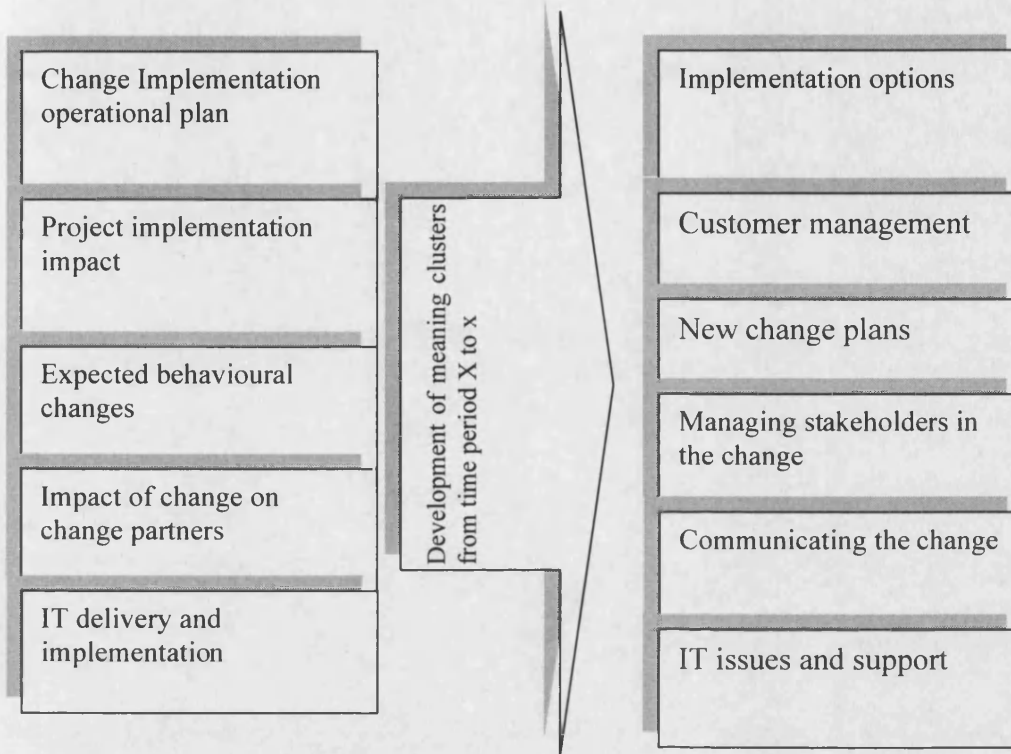 Change Implementation
operational plan
Project implementation
impact
Expected behavioural
changes
Impact of change on
change partners
IT delivery and
implementation
Development of meaning clusters
from time period X to x
Implementation options
Customer management
New change plans
Managing stakeholders in
the change
Communicating the change
IT issues and support